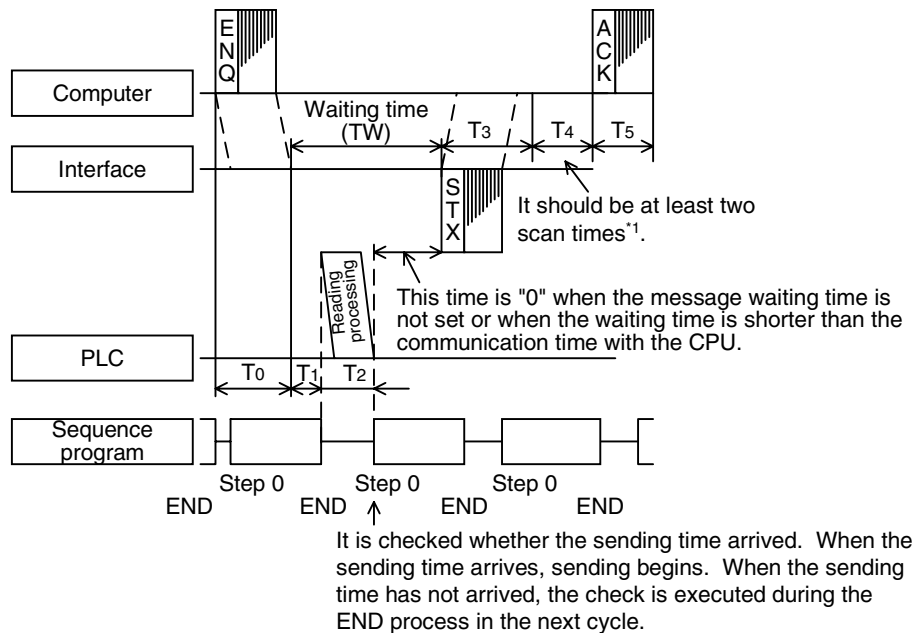 ENQ
ACK
Computer
Waiting time
(TW)
T3
T4
T5
Interface
STX
It should be at least two
scan times*1.
Reading
processing
This time is "0" when the message waiting time is
not set or when the waiting time is shorter than the
communication time with the CPU.
PLC
T0
T1
T2
Sequence
program
Step 0
Step 0
Step 0
END
END
END
END
It is checked whether the sending time arrived. When the
sending time arrives, sending begins. When the sending
time has not arrived, the check is executed during the
END process in the next cycle.